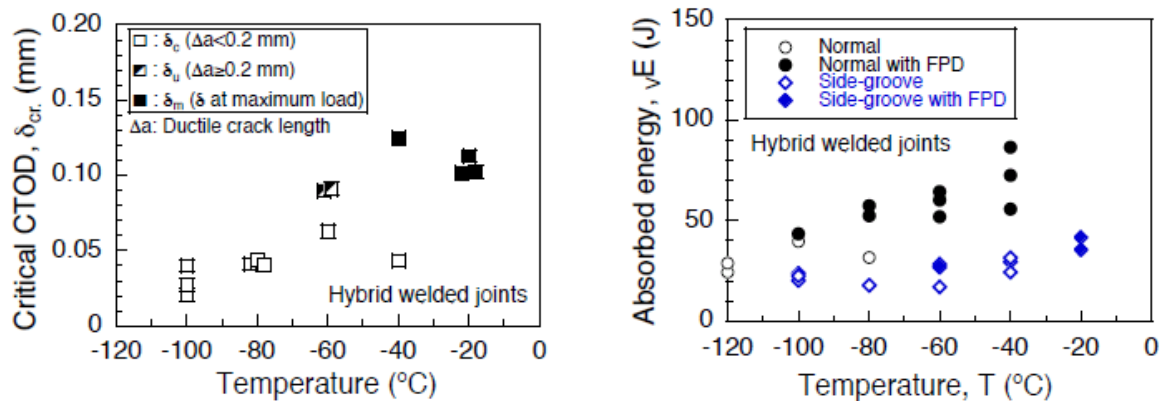 0.20
0.15
0.10
0.05
0
Critical CTOD, δcr. (mm)
□ : δc (Δa<0.2 mm)
◪ : δu (Δa≥0.2 mm)
■ : δm (δ at maximum load)
Δa: Ductile crack length
Hybrid welded joints
-120 -100 -80 -60 -40 -20 0
Temperature (°C)
150
100
50
0
Absorbed energy, vE (J)
Normal
Normal with FPD
Side-groove
Side-groove with FPD
Hybrid welded joints
-120 -100 -80 -60 -40 -20 0
Temperature, T (°C)